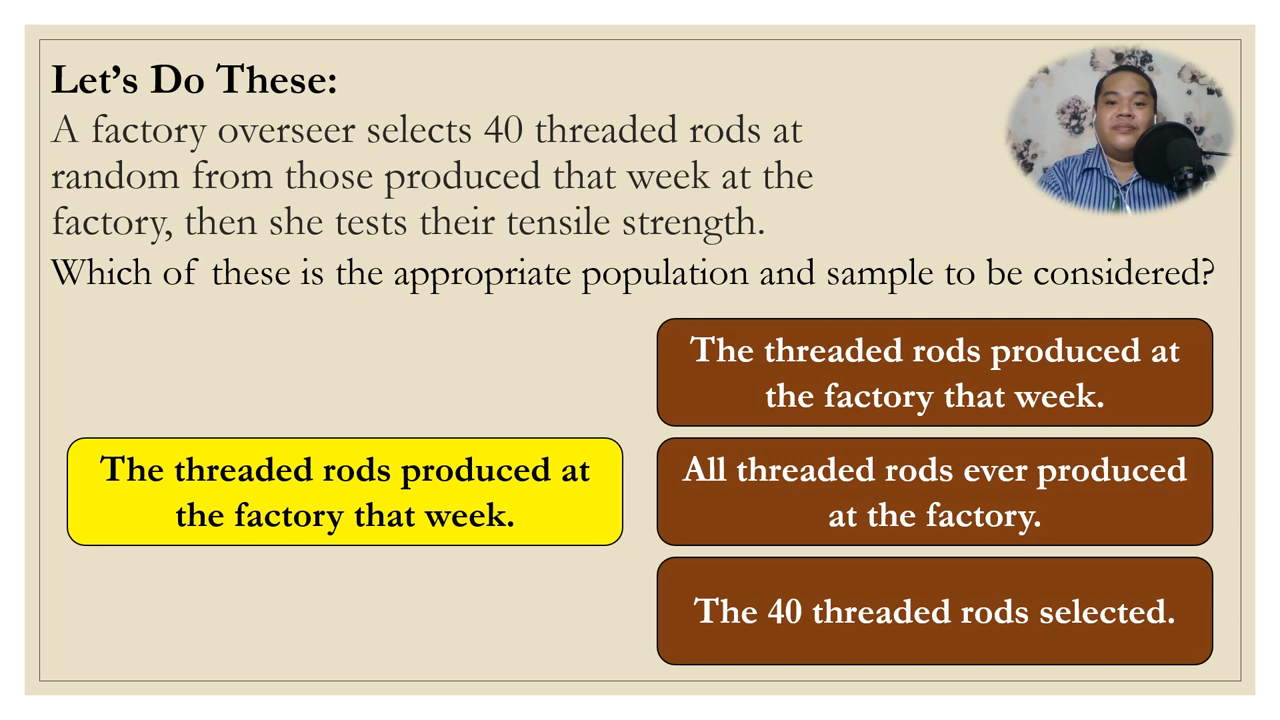 Let's Do These:
A factory overseer selects 40 threaded rods at
random from those produced that week at the
factory, then she tests their tensile strength.
Which of these is the appropriate population and sample to be considered?
The threaded rods produced at
the factory that week.
The threaded rods produced at
the factory that week.
All threaded rods ever produced
at the factory.
The 40 threaded rods selected.